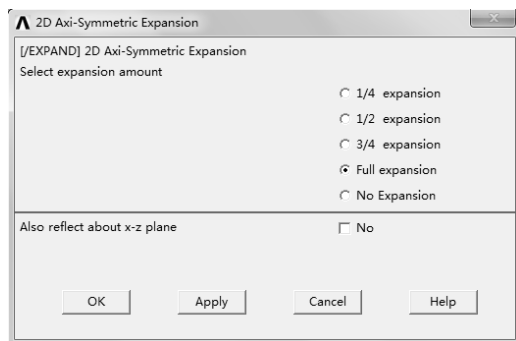 2D Axi-Symmetric Expansion
[/EXPAND] 2D Axi-Symmetric Expansion
Select expansion amount
1/4 expansion
1/2 expansion
3/4 expansion
Full expansion
No Expansion
Also reflect about x-z plane
No
OK Apply Cancel Help